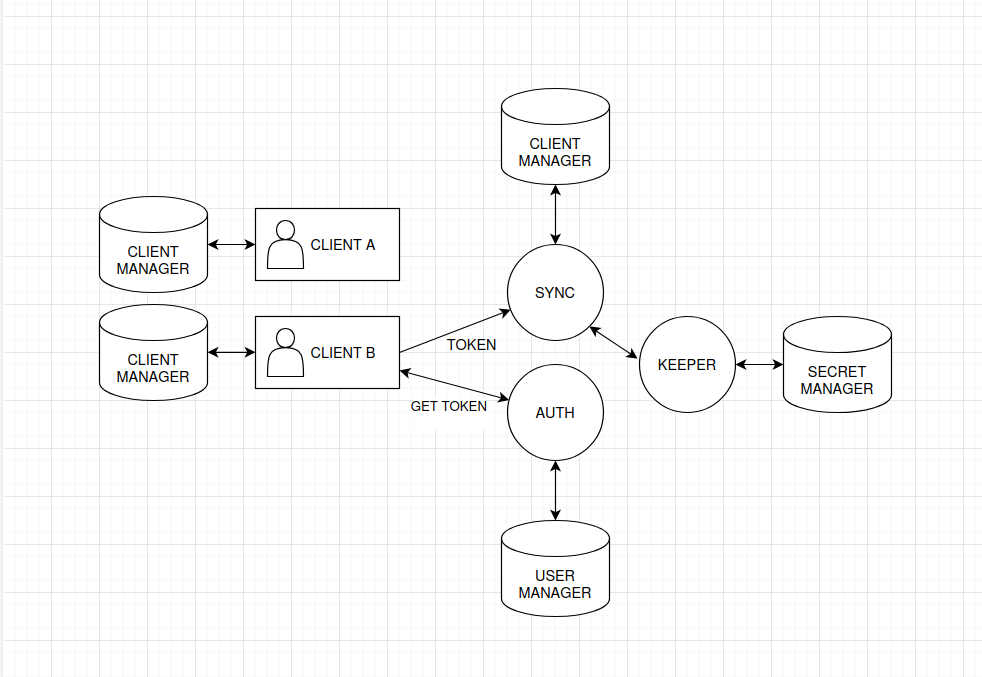 CLIENT
MANAGER
CLIENT
MANAGER
CLIENT A
SYNC
CLIENT
MANAGER
CLIENT B
TOKEN
KEEPER
SECRET
MANAGER
GET TOKEN
AUTH
USER
MANAGER